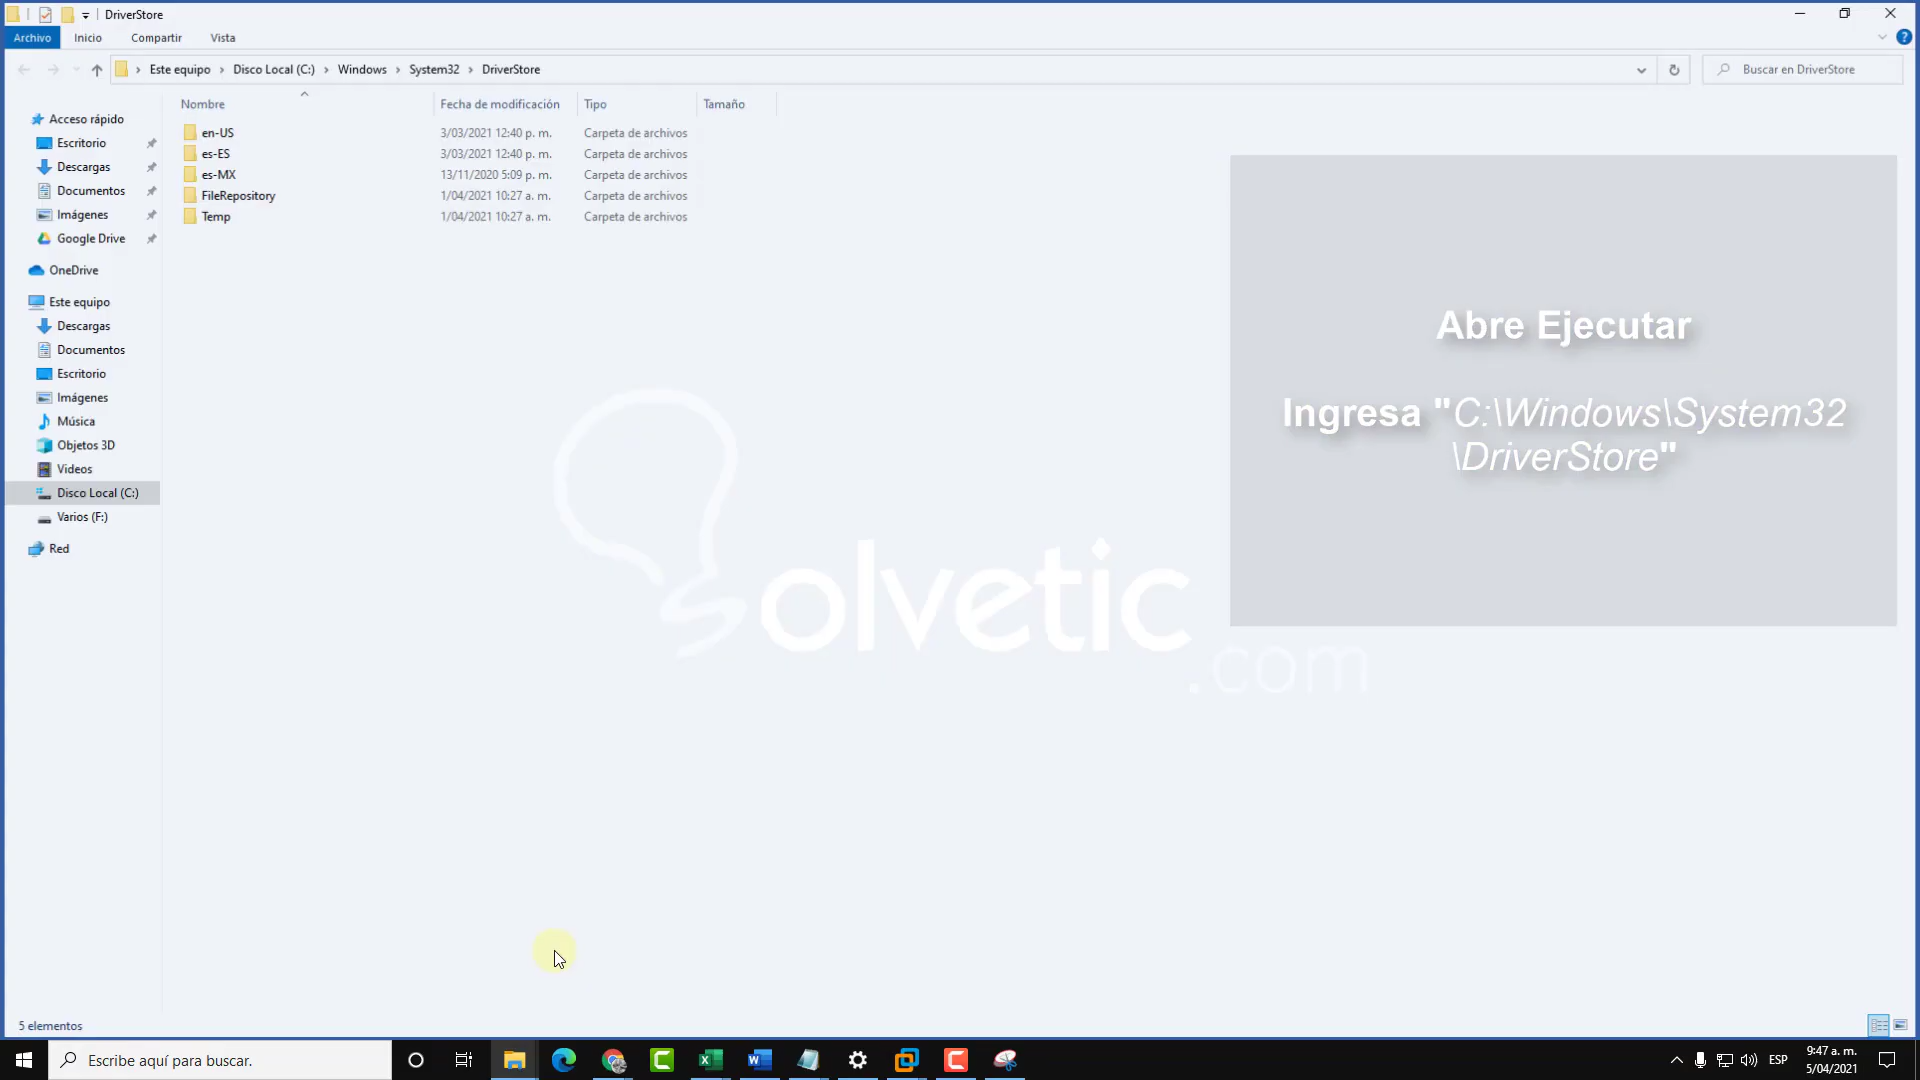 DriverStore
Archivo Inicio Compartir Vista
Este equipo › Disco Local (C:) › Windows › System32 › DriverStore
Buscar en DriverStore
Nombre Fecha de modificación Tipo Tamaño
en-US 3/03/2021 12:40 p. m. Carpeta de archivos
es-ES 3/03/2021 12:40 p. m. Carpeta de archivos
es-MX 13/11/2020 5:09 p. m. Carpeta de archivos
FileRepository 1/04/2021 10:27 a. m. Carpeta de archivos
Temp 1/04/2021 10:27 a. m. Carpeta de archivos
Acceso rápido
Escritorio
Descargas
Documentos
Imágenes
Google Drive
OneDrive
Este equipo
Descargas
Documentos
Escritorio
Imágenes
Música
Objetos 3D
Videos
Disco Local (C:)
Varios (F:)
Red
Abre Ejecutar
Ingresa "C:\Windows\System32
\DriverStore"
Solvetic
.com
5 elementos
Escribe aquí para buscar.
ESP
9:47 a. m.
5/04/2021